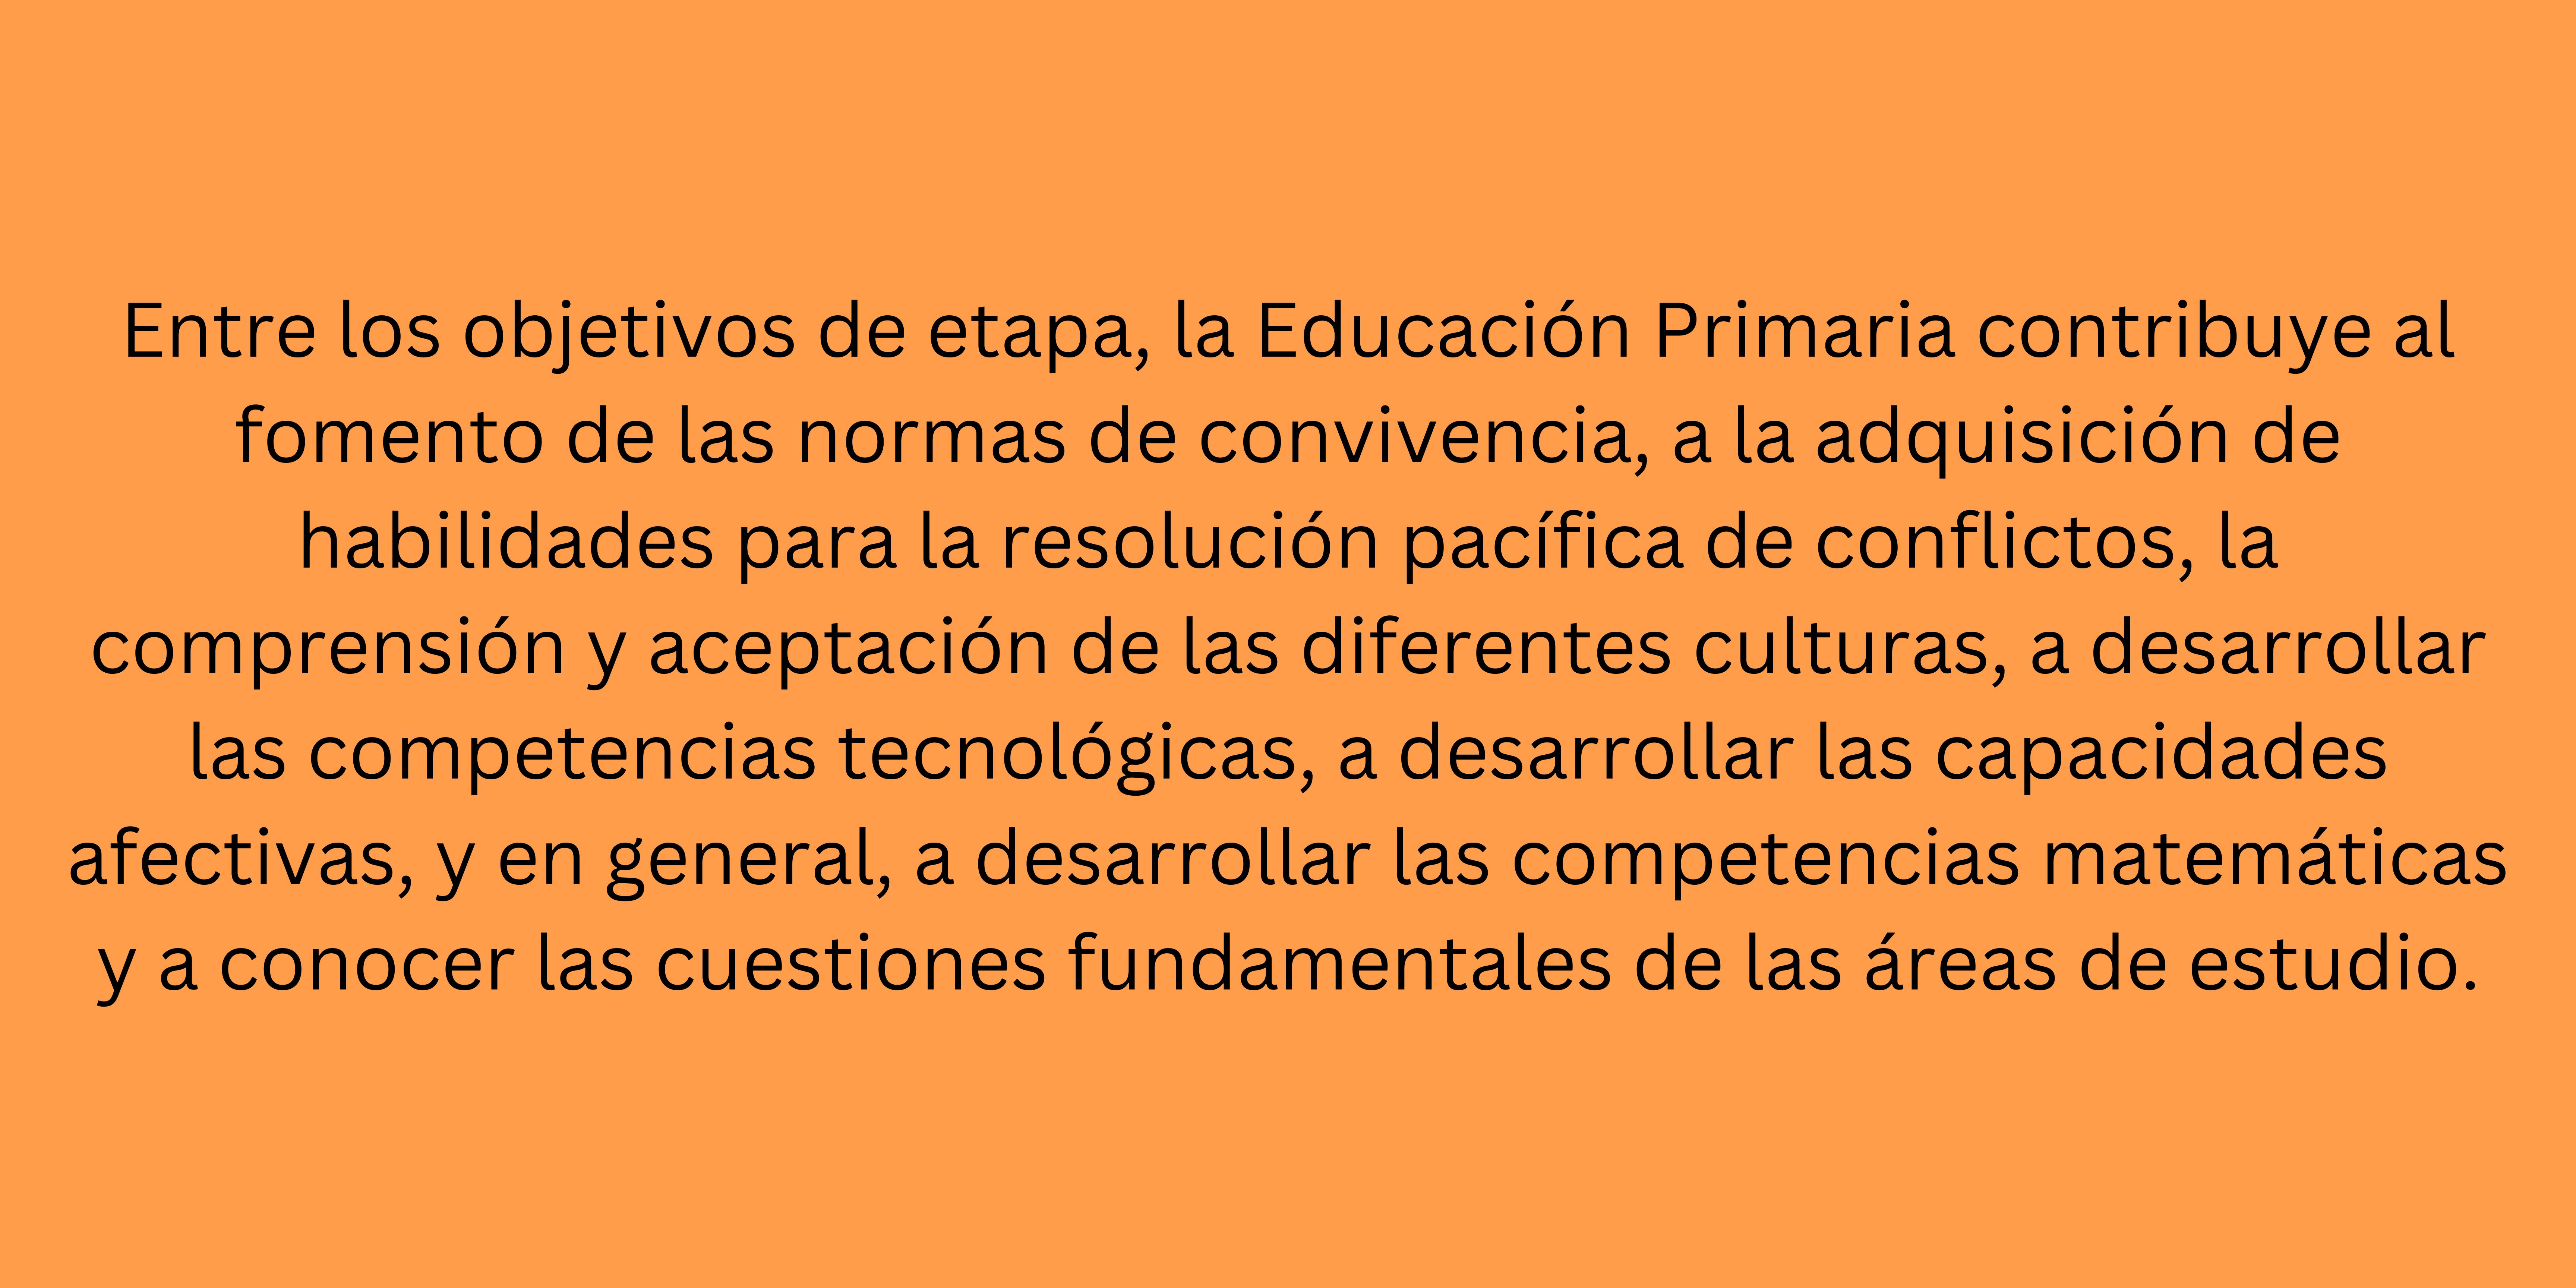 Entre los objetivos de etapa, la Educación Primaria contribuye al
fomento de las normas de convivencia, a la adquisición de
habilidades para la resolución pacífica de conflictos, la
comprensión y aceptación de las diferentes culturas, a desarrollar
las competencias tecnológicas, a desarrollar las capacidades
afectivas, y en general, a desarrollar las competencias matemáticas
y a conocer las cuestiones fundamentales de las áreas de estudio.